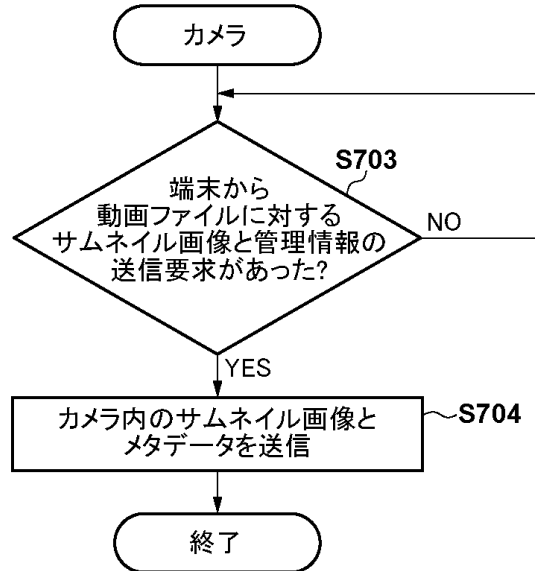 カメラ
S703
端末から
動画ファイルに対する
サムネイル画像と管理情報の
送信要求があった?
NO
YES
カメラ内のサムネイル画像と
メタデータを送信
S704
終了